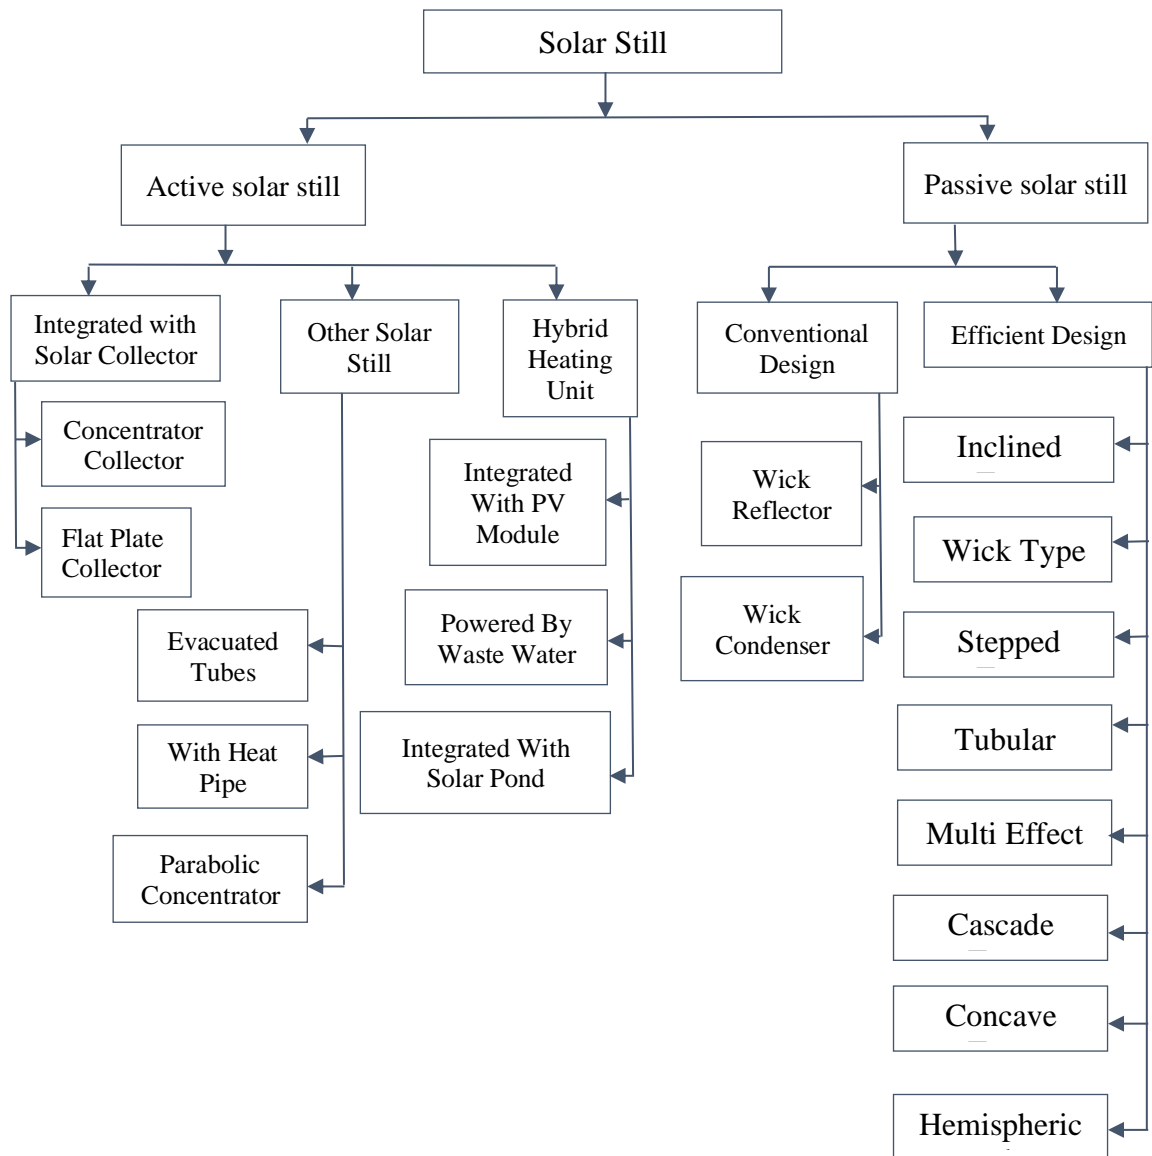 Solar Still
Active solar still
Passive solar still
Integrated with
Solar Collector
Other Solar
Still
Hybrid
Heating
Unit
Conventional
Design
Efficient Design
Concentrator
Collector
Flat Plate
Collector
Evacuated
Tubes
With Heat
Pipe
Parabolic
Concentrator
Integrated
With PV
Module
Powered By
Waste Water
Integrated With
Solar Pond
Wick
Reflector
Wick
Condenser
Inclined
Wick Type
Stepped
Tubular
Multi Effect
Cascade
Concave
Hemispheric